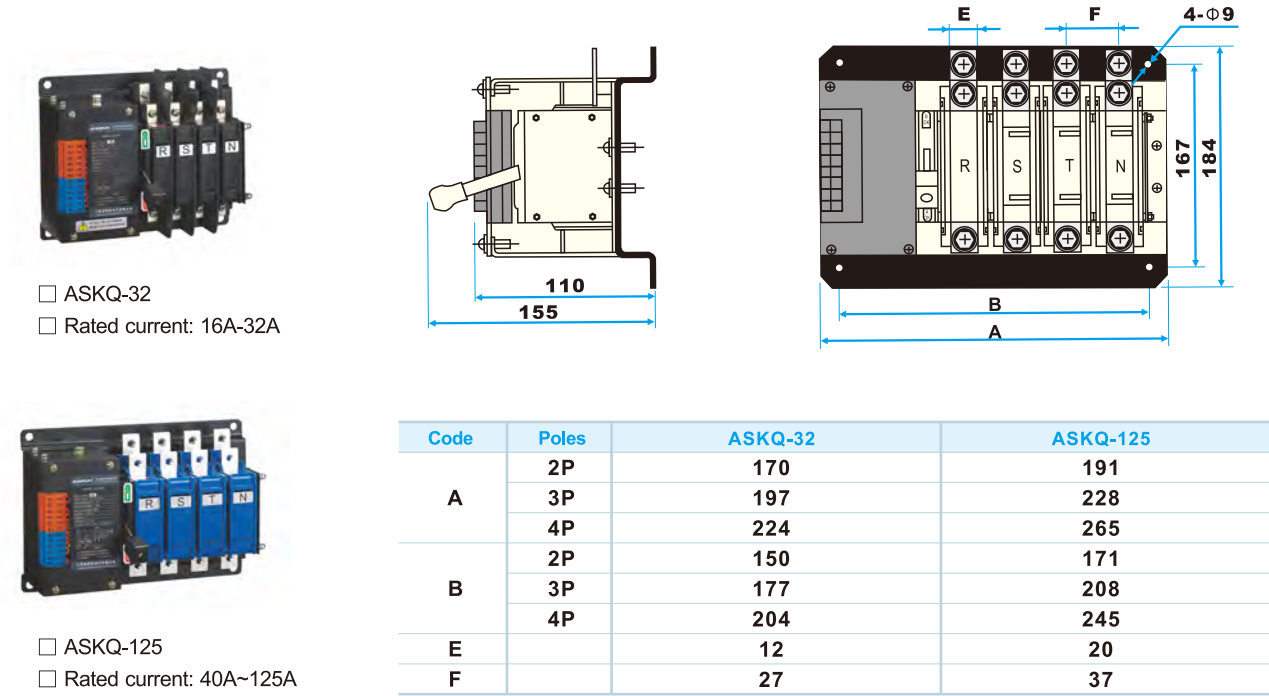 E F 4-Φ9
R S T N
R S T N
167
184
110
155
B
A
□ ASKQ-32
□ Rated current: 16A-32A
R S T N
□ ASKQ-125
□ Rated current: 40A~125A
Code Poles ASKQ-32 ASKQ-125
A 2P 170 191
3P 197 228
4P 224 265
B 2P 150 171
3P 177 208
4P 204 245
E 12 20
F 27 37